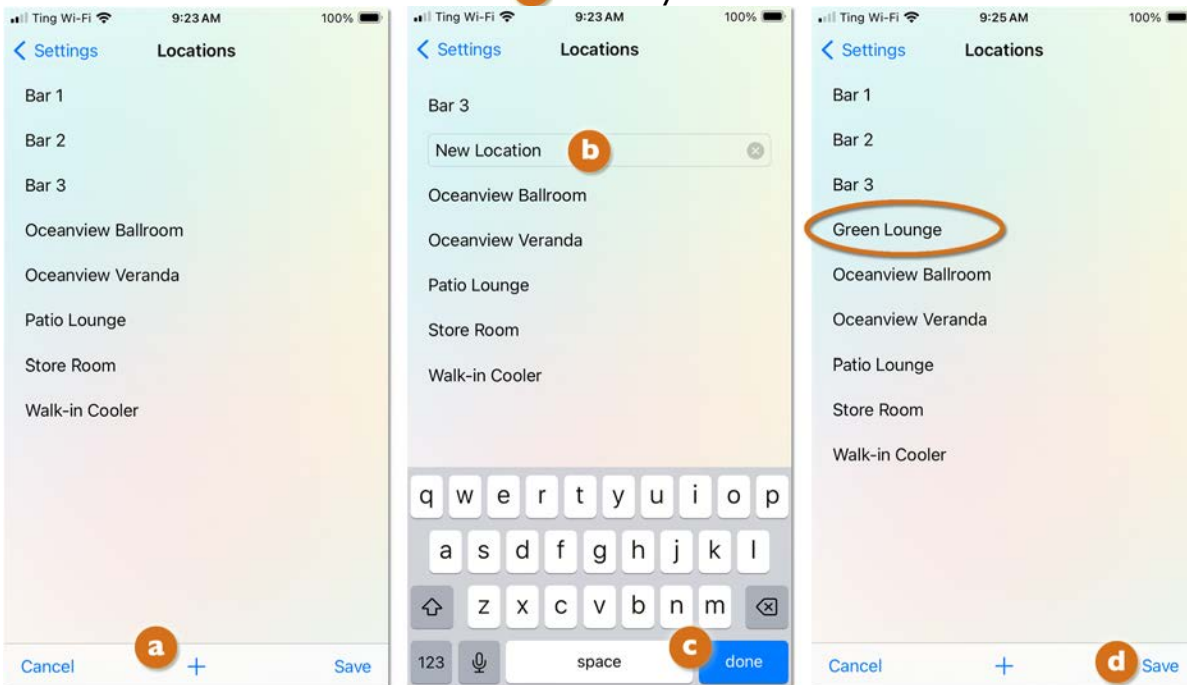 Ting Wi-Fi 9:23 AM 100%
Settings Locations
Bar 1
Bar 2
Bar 3
Oceanview Ballroom
Oceanview Veranda
Patio Lounge
Store Room
Walk-in Cooler
a
Cancel + Save
Ting Wi-Fi 9:23 AM 100%
Settings Locations
Bar 3
New Location b
Oceanview Ballroom
Oceanview Veranda
Patio Lounge
Store Room
Walk-in Cooler
q w e r t y u i o p
a s d f g h j k l
z x c v b n m
123 space c done
Ting Wi-Fi 9:25 AM 100%
Settings Locations
Bar 1
Bar 2
Bar 3
Green Lounge
Oceanview Ballroom
Oceanview Veranda
Patio Lounge
Store Room
Walk-in Cooler
Cancel + d Save